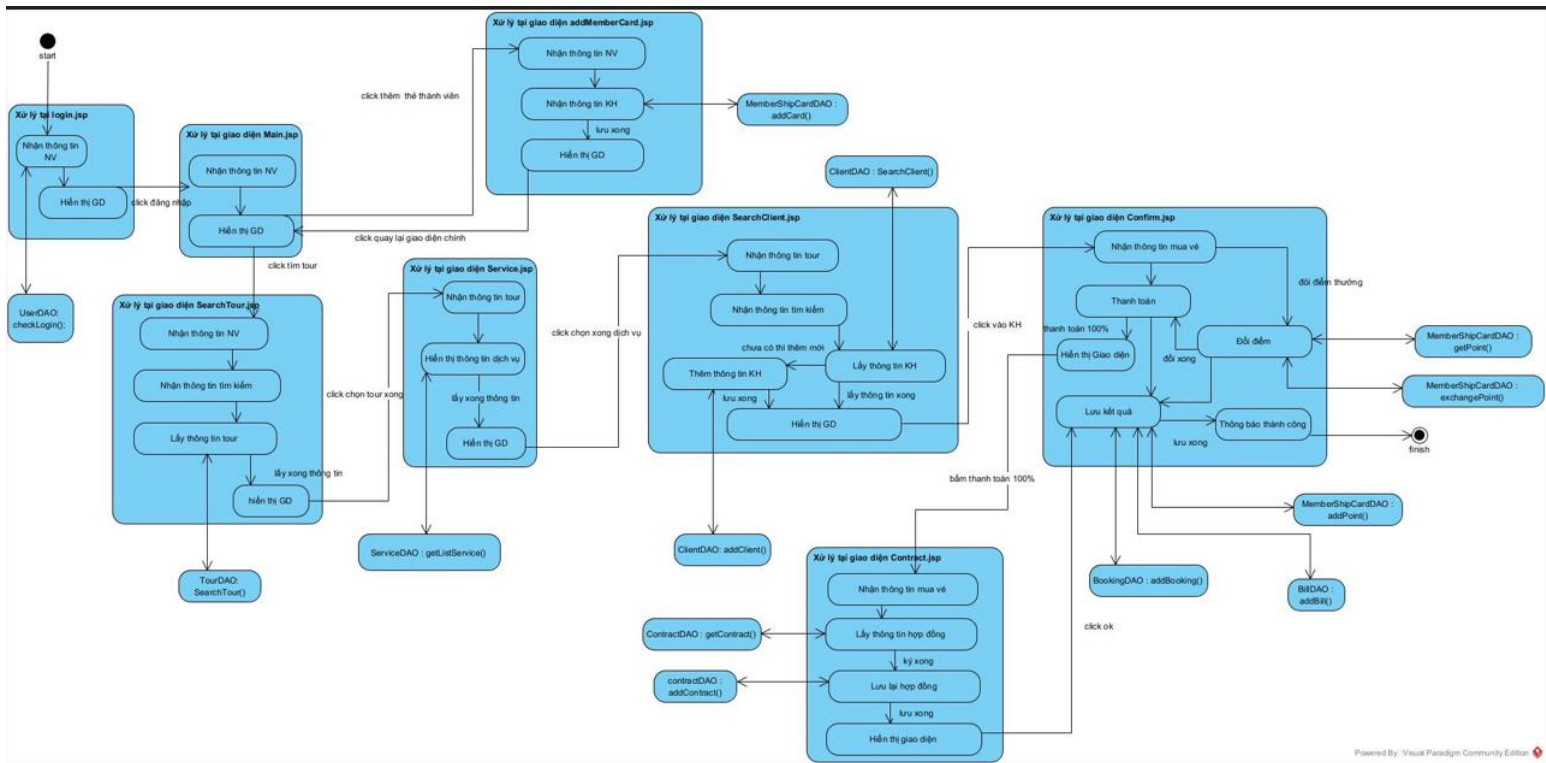 start
Xử lý tại login.jsp
Nhận thông tin
NV
Hiển thị GD
click đăng nhập
UserDAO:
checkLogin();
Xử lý tại giao diện Main.jsp
Nhận thông tin NV
Hiển thị GD
click thêm thẻ thành viên
click quay lại giao diện chính
click tìm tour
Xử lý tại giao diện addMemberCard.jsp
Nhận thông tin NV
Nhận thông tin KH
lưu xong
Hiển thị GD
MemberShipCardDAO :
addCard()
Xử lý tại giao diện SearchTour.jsp
Nhận thông tin NV
Nhận thông tin tìm kiếm
Lấy thông tin tour
lấy xong thông tin
hiển thị GD
TourDAO:
SearchTour()
click chọn tour xong
Xử lý tại giao diện Service.jsp
Nhận thông tin tour
Hiển thị thông tin dịch vụ
lấy xong thông tin
Hiển thị GD
ServiceDAO : getListService()
click chọn xong dịch vụ
ClientDAO : SearchClient()
Xử lý tại giao diện SearchClient.jsp
Nhận thông tin tour
Nhận thông tin tìm kiếm
chưa có thì thêm mới
Thêm thông tin KH
Lấy thông tin KH
lưu xong
lấy thông tin xong
Hiển thị GD
ClientDAO: addClient()
click vào KH
Xử lý tại giao diện Confirm.jsp
Nhận thông tin mua vé
đôi điểm thưởng
Thanh toán
thanh toán 100%
Hiển thị Giao diện
đổi xong
Đổi điểm
Lưu kết quả
lưu xong
Thông báo thành công
finish
MemberShipCardDAO :
getPoint()
MemberShipCardDAO :
exchangePoint()
MemberShipCardDAO :
addPoint()
BookingDAO : addBooking()
BillDAO :
addBill()
bấm thanh toán 100%
Xử lý tại giao diện Contract.jsp
Nhận thông tin mua vé
Lấy thông tin hợp đồng
ký xong
Lưu lại hợp đồng
lưu xong
Hiển thị giao diện
ContractDAO : getContract()
contractDAO :
addContract()
click ok
Powered By: Visual Paradigm Community Edition